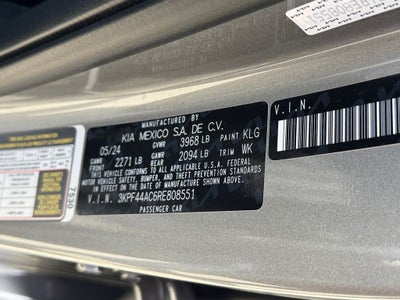 MANUFACTURED BY
KIA MEXICO S.A. DE C.V.
05/24 GVWR 3968 LB PAINT KLG
GAWR FRONT 2271 LB GAWR REAR 2094 LB TRIM WK
THIS VEHICLE CONFORMS TO ALL APPLICABLE U.S.A. FEDERAL
MOTOR VEHICLE SAFETY, BUMPER, AND THEFT PREVENTION
STANDARDS IN EFFECT ON THE DATE OF MANUFACTURE SHOWN ABOVE.
V.I.N. 3KPF44AC6RE808551
PASSENGER CAR
7530
V.I.N.